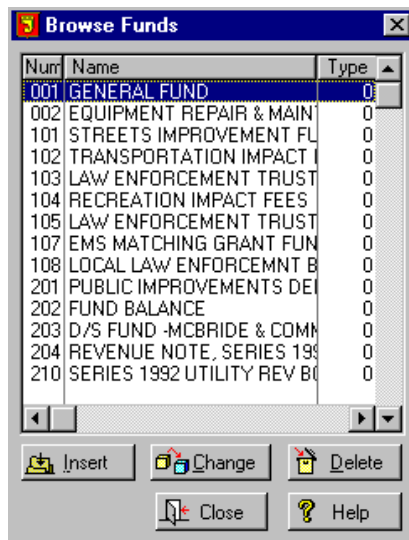 Browse Funds
Num Name Type
001 GENERAL FUND 0
002 EQUIPMENT REPAIR & MAIN 0
101 STREETS IMPROVEMENT FU 0
102 TRANSPORTATION IMPACT 0
103 LAW ENFORCEMENT TRUST 0
104 RECREATION IMPACT FEES 0
105 LAW ENFORCEMENT TRUST 0
107 EMS MATCHING GRANT FUN 0
108 LOCAL LAW ENFORCEMNT B 0
201 PUBLIC IMPROVEMENTS DE 0
202 FUND BALANCE 0
203 D/S FUND -MCBRIDE & COMM 0
204 REVENUE NOTE, SERIES 199 0
210 SERIES 1992 UTILITY REV BO 0
Insert Change Delete
Close Help